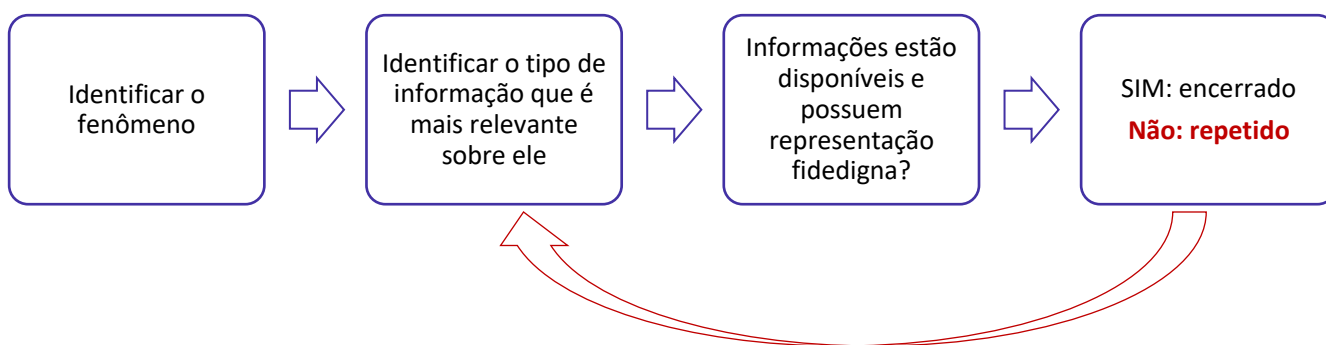 Identificar o
fenômeno
Identificar o tipo de
informação que é
mais relevante
sobre ele
Informações estão
disponíveis e
possuem
representação
fidedigna?
SIM: encerrado
Não: repetido